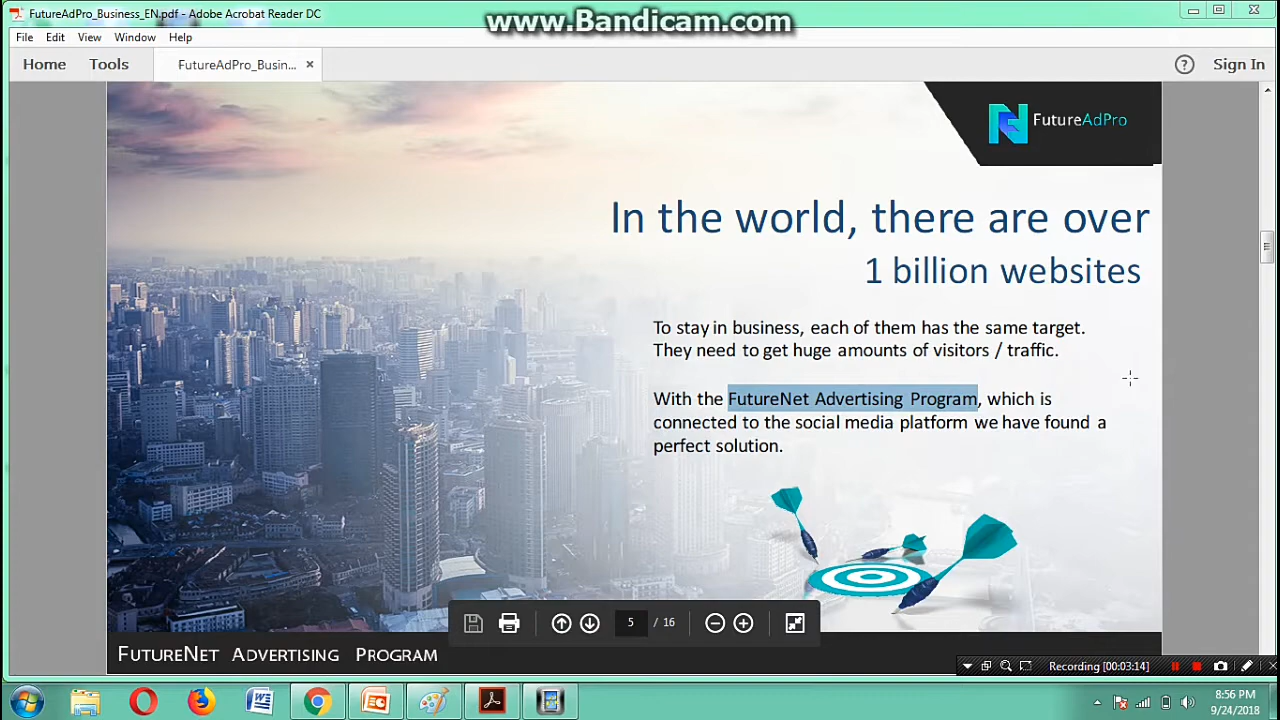 FutureAdPro_Business_EN.pdf - Adobe Acrobat Reader DC
www.Bandicam.com
File Edit View Window Help
Home Tools FutureAdPro_Busin... × Sign In
FutureAdPro
In the world, there are over
1 billion websites
To stay in business, each of them has the same target.
They need to get huge amounts of visitors / traffic.
With the FutureNet Advertising Program, which is
connected to the social media platform we have found a
perfect solution.
5 / 16
FUTURENET ADVERTISING PROGRAM
Recording [00:03:14]
8:56 PM
9/24/2018